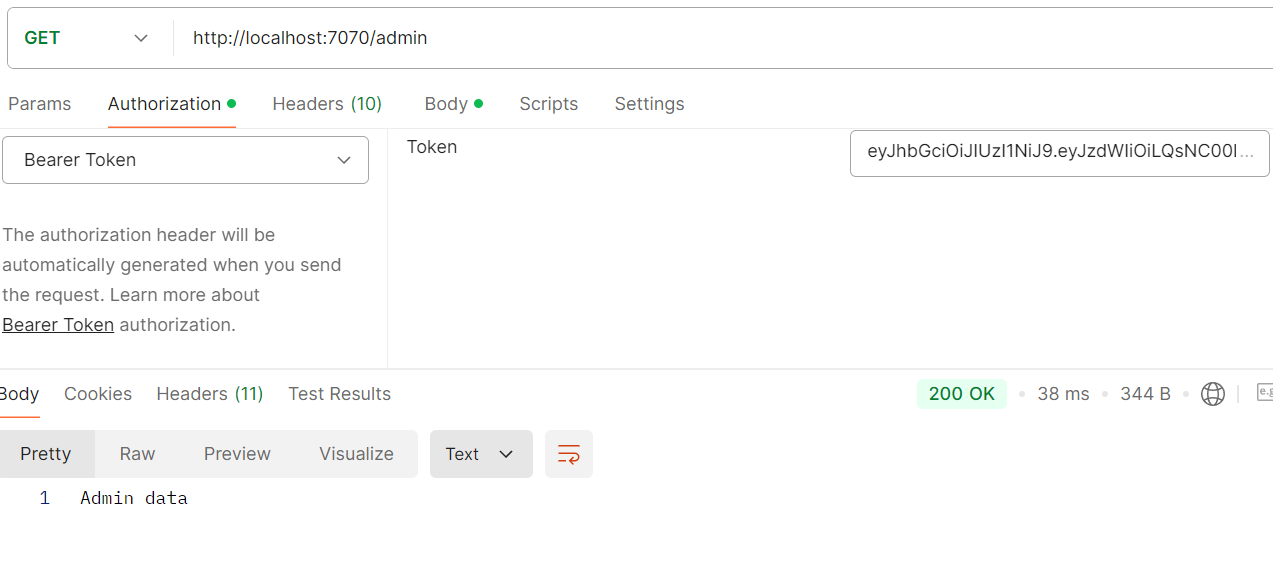 GET http://localhost:7070/admin
Params Authorization Headers (10) Body Scripts Settings
Bearer Token
Token
The authorization header will be
automatically generated when you send
the request. Learn more about
Bearer Token authorization.
Body Cookies Headers (11) Test Results 200 OK 38 ms 344 B
Pretty Raw Preview Visualize Text
1 Admin data